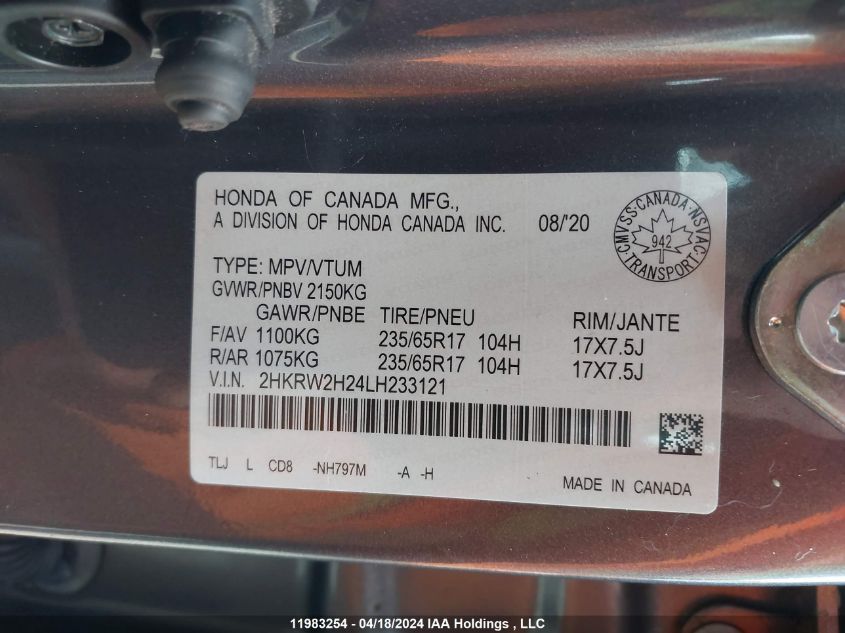 HONDA OF CANADA MFG.,
A DIVISION OF HONDA CANADA INC. 08/'20
CMVSS·CANADA·NSVAC
942
·TRANSPORT·
TYPE: MPV/VTUM
GVWR/PNBV 2150KG
GAWR/PNBE TIRE/PNEU RIM/JANTE
F/AV 1100KG 235/65R17 104H 17X7.5J
R/AR 1075KG 235/65R17 104H 17X7.5J
V.I.N. 2HKRW2H24LH233121
TLJ L CD8 -NH797M -A -H
MADE IN CANADA
11983254 - 04/18/2024 IAA Holdings , LLC